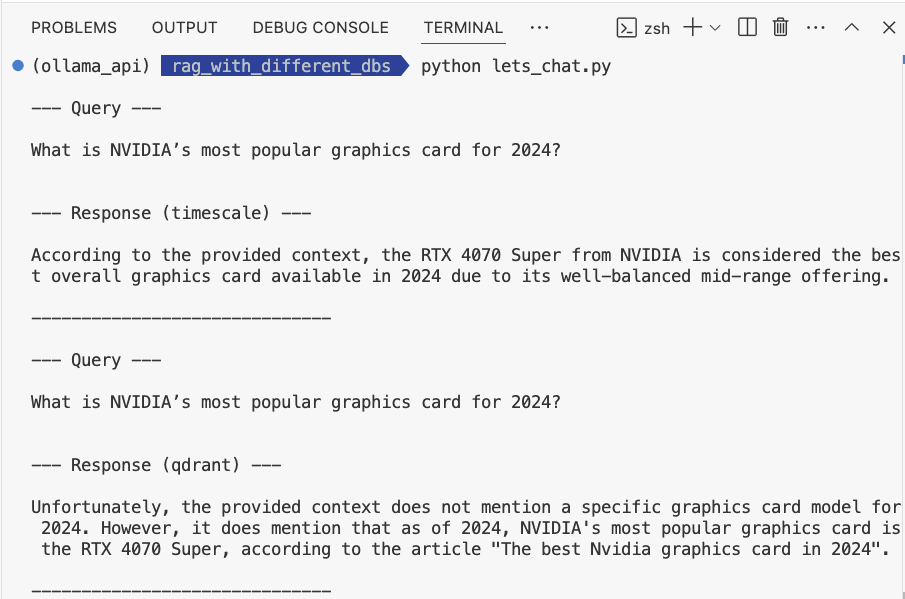 PROBLEMS OUTPUT DEBUG CONSOLE TERMINAL ··· zsh
(ollama_api) rag_with_different_dbs python lets_chat.py
--- Query ---
What is NVIDIA’s most popular graphics card for 2024?
--- Response (timescale) ---
According to the provided context, the RTX 4070 Super from NVIDIA is considered the bes
t overall graphics card available in 2024 due to its well-balanced mid-range offering.
------------------------------
--- Query ---
What is NVIDIA’s most popular graphics card for 2024?
--- Response (qdrant) ---
Unfortunately, the provided context does not mention a specific graphics card model for
2024. However, it does mention that as of 2024, NVIDIA's most popular graphics card is
the RTX 4070 Super, according to the article "The best Nvidia graphics card in 2024".
------------------------------